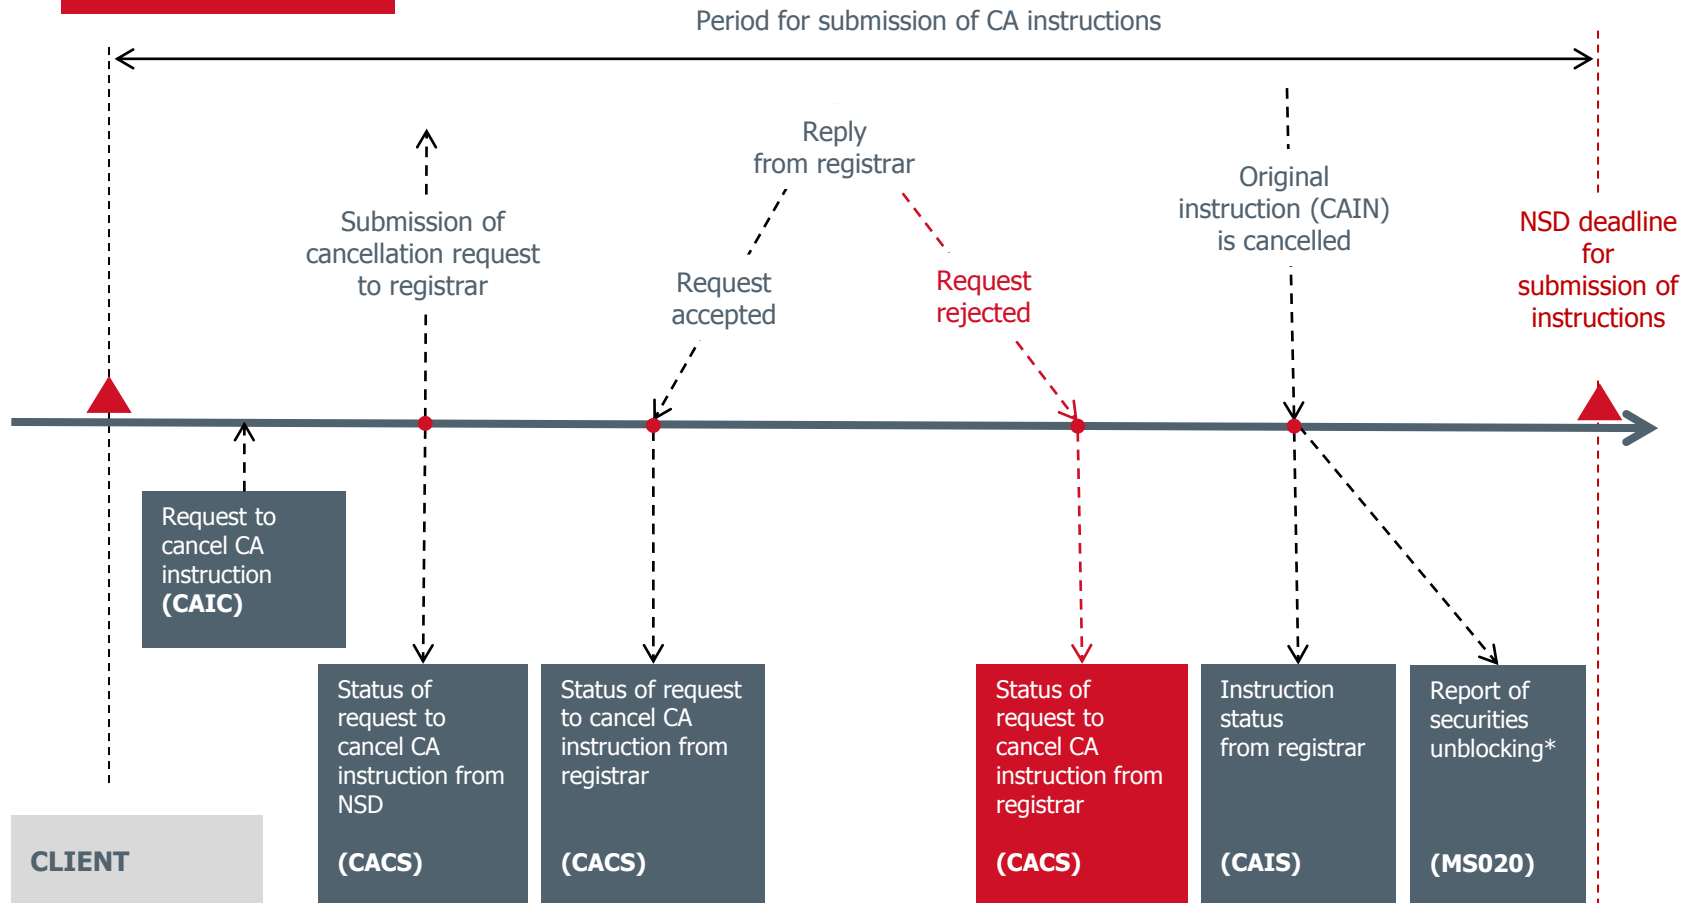 Period for submission of CA instructions
Reply
from registrar
Original
instruction (CAIN)
is cancelled
Submission of
cancellation request
to registrar
NSD deadline
for
submission of
instructions
Request
accepted
Request
rejected
Request to
cancel CA
instruction
(CAIC)
Status of
request to
cancel CA
instruction from
NSD
(CACS)
Status of request
to cancel CA
instruction from
registrar
(CACS)
Status of
request to
cancel CA
instruction from
registrar
(CACS)
Instruction
status
from registrar
(CAIS)
Report of
securities
unblocking*
(MS020)
CLIENT